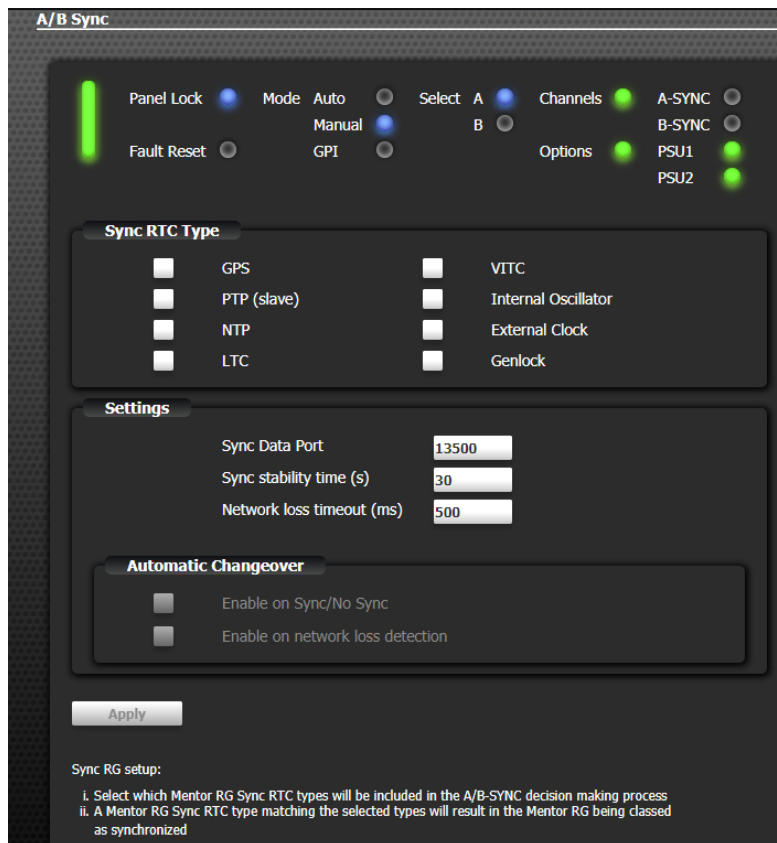 A/B Sync
Panel Lock Mode Auto Select A Channels A-SYNC
Manual B B-SYNC
Fault Reset GPI Options PSU1
PSU2
Sync RTC Type
GPS VITC
PTP (slave) Internal Oscillator
NTP External Clock
LTC Genlock
Settings
Sync Data Port 13500
Sync stability time (s) 30
Network loss timeout (ms) 500
Automatic Changeover
Enable on Sync/No Sync
Enable on network loss detection
Apply
Sync RG setup:
i. Select which Mentor RG Sync RTC types will be included in the A/B-SYNC decision making process
ii. A Mentor RG Sync RTC type matching the selected types will result in the Mentor RG being classed
as synchronized